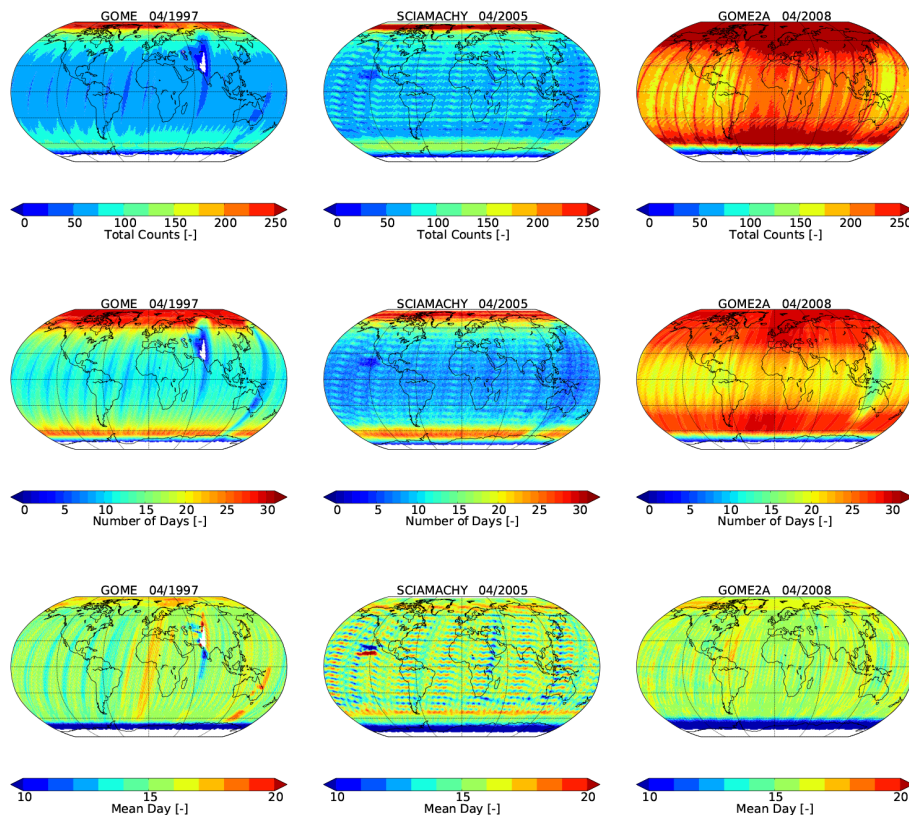 GOME 04/1997 SCIAMACHY 04/2005 GOME2A 04/2008
0 50 100 150 200 250 0 50 100 150 200 250 0 50 100 150 200 250
Total Counts [-] Total Counts [-] Total Counts [-]
GOME 04/1997 SCIAMACHY 04/2005 GOME2A 04/2008
0 5 10 15 20 25 30 0 5 10 15 20 25 30 0 5 10 15 20 25 30
Number of Days [-] Number of Days [-] Number of Days [-]
GOME 04/1997 SCIAMACHY 04/2005 GOME2A 04/2008
10 15 20 10 15 20 10 15 20
Mean Day [-] Mean Day [-] Mean Day [-]